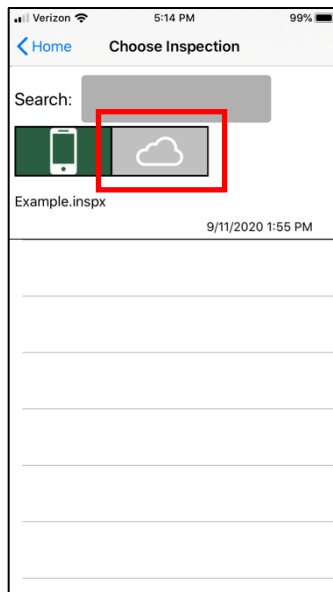 Verizon 5:14 PM 99%
Home Choose Inspection
Search:
Example.inspx
9/11/2020 1:55 PM